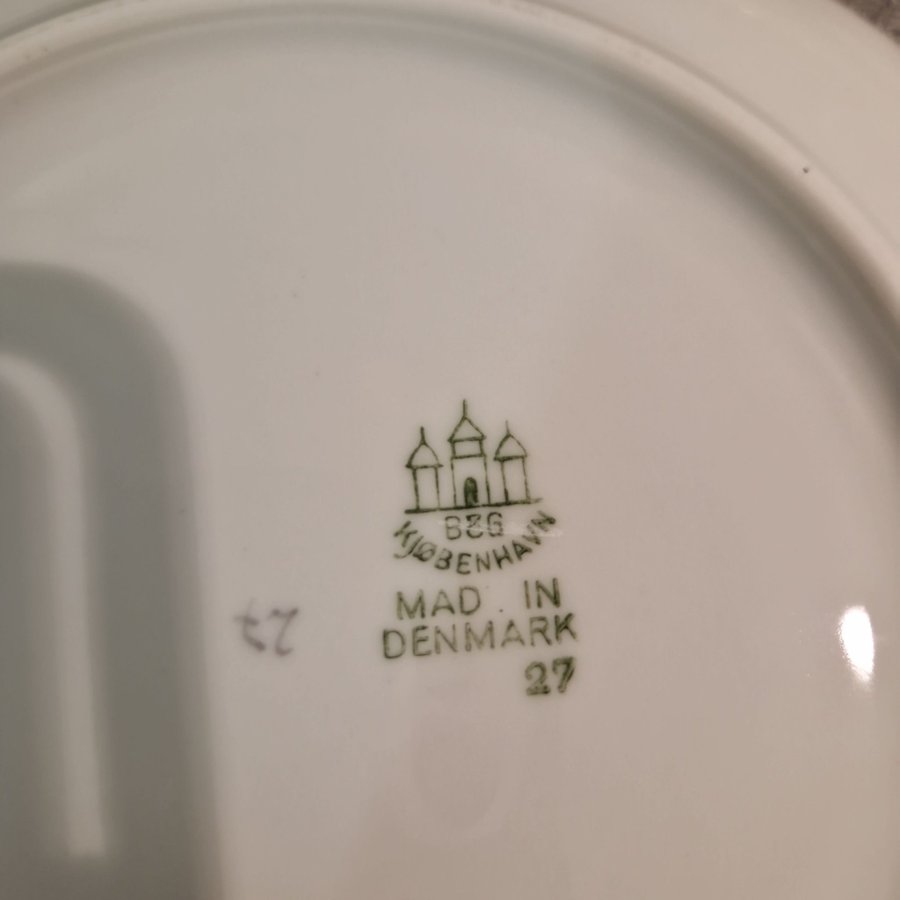 B&G
KJØBENHAVN
MAD IN
DENMARK
27
27